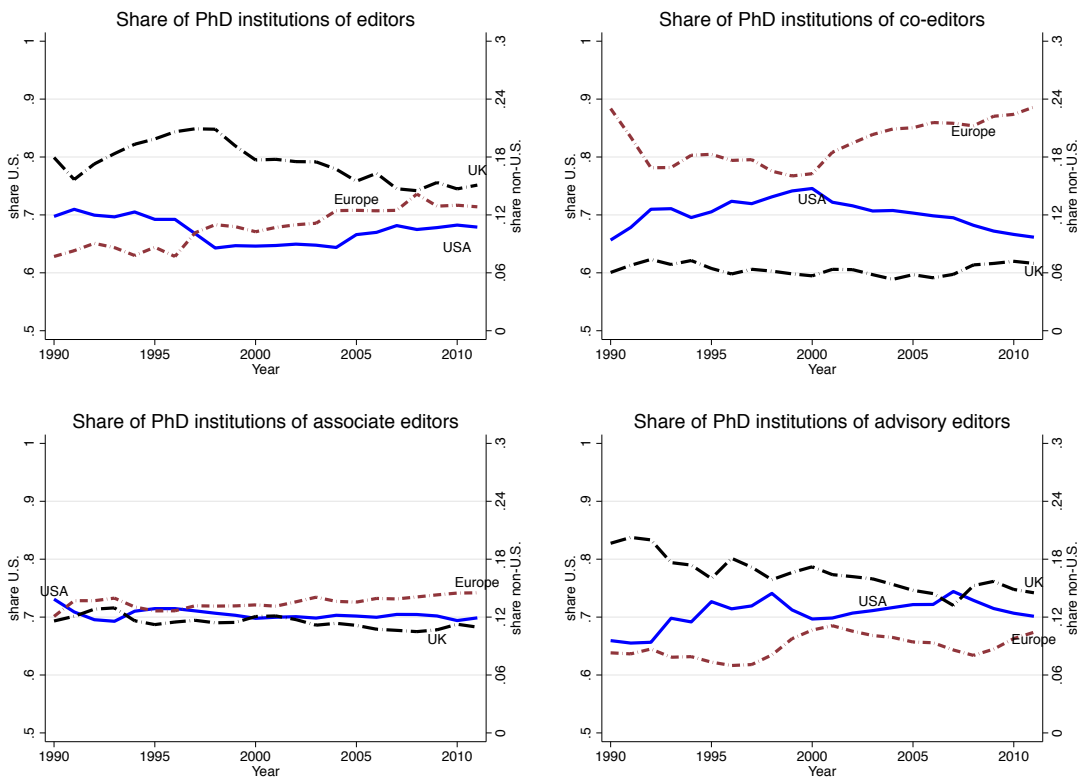 Share of PhD institutions of editors
share U.S.
1
.9
.8
.7
.6
.5
share non-U.S.
.3
.24
.18
.12
.06
0
UK
Europe
USA
1990 1995 2000 2005 2010
Year
Share of PhD institutions of co-editors
share U.S.
1
.9
.8
.7
.6
.5
share non-U.S.
.3
.24
.18
.12
.06
0
Europe
USA
UK
1990 1995 2000 2005 2010
Year
Share of PhD institutions of associate editors
share U.S.
1
.9
.8
.7
.6
.5
share non-U.S.
.3
.24
.18
.12
.06
0
Europe
USA
UK
1990 1995 2000 2005 2010
Year
Share of PhD institutions of advisory editors
share U.S.
1
.9
.8
.7
.6
.5
share non-U.S.
.3
.24
.18
.12
.06
0
UK
USA
Europe
1990 1995 2000 2005 2010
Year